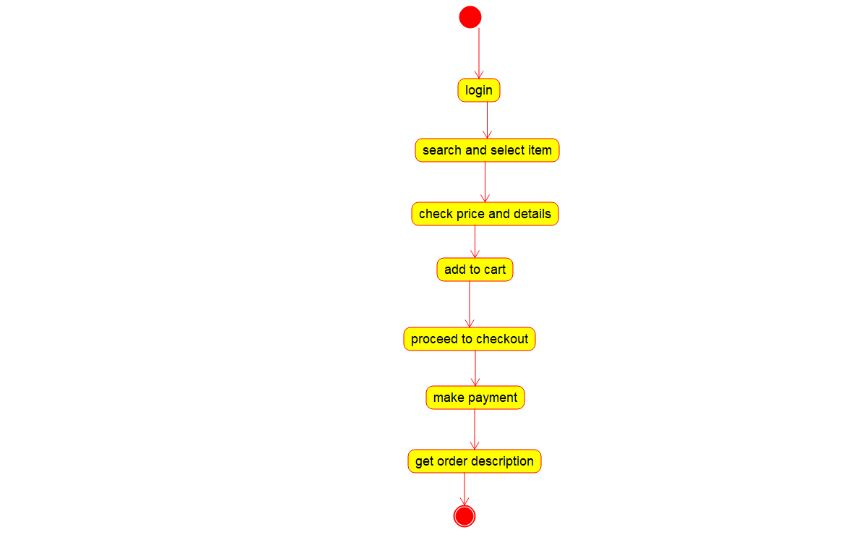 login
search and select item
check price and details
add to cart
proceed to checkout
make payment
get order description